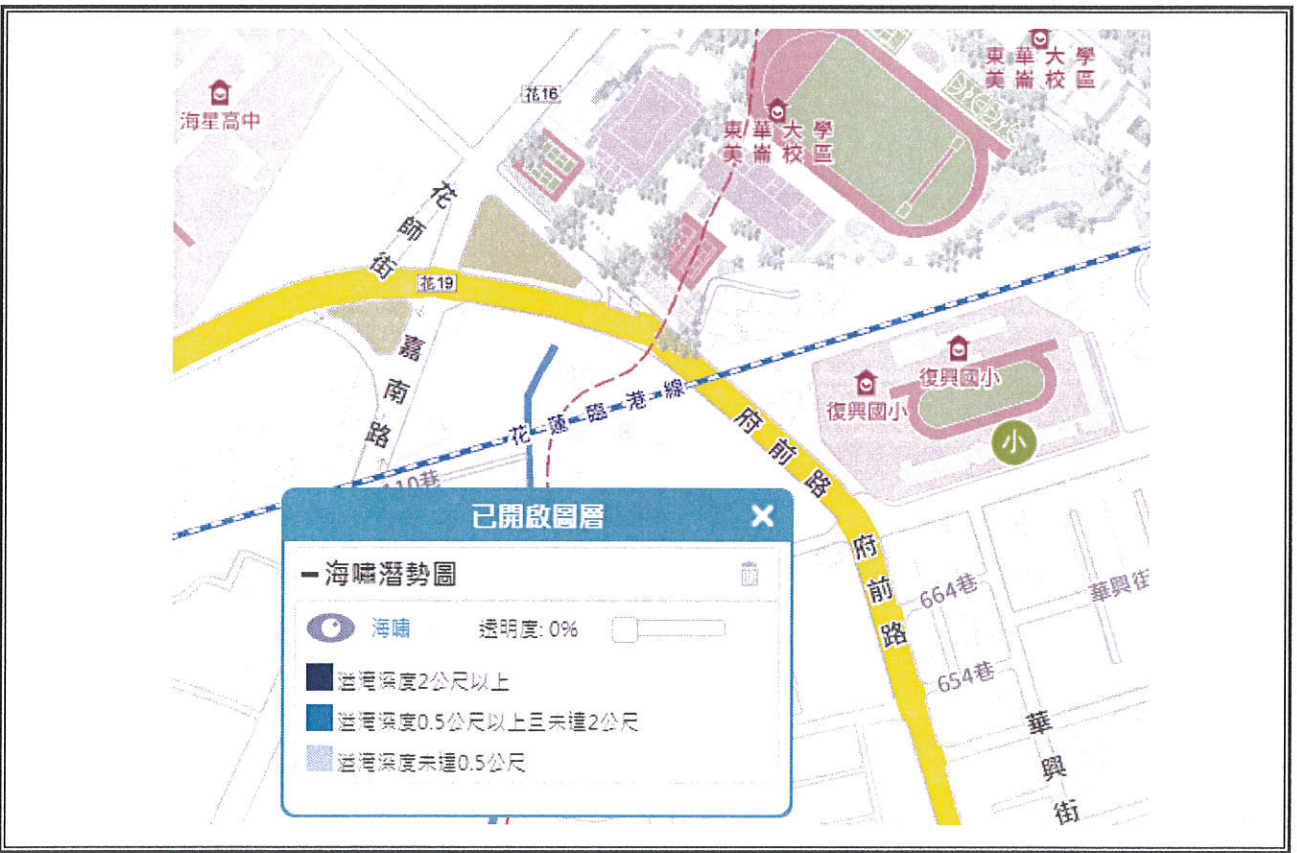 東華大學
美崙校區
花16
海星高中
東華大學
美崙校區
花師街
花19
嘉南路
復興國小
復興國小
花蓮臨港線
府前路
小
110巷
已開啟圖層
府前路
海嘯潛勢圖
664巷
華興街
海嘯
透明度: 0%
654巷
溢淹深度2公尺以上
溢淹深度0.5公尺以上且未達2公尺
華興街
溢淹深度未達0.5公尺